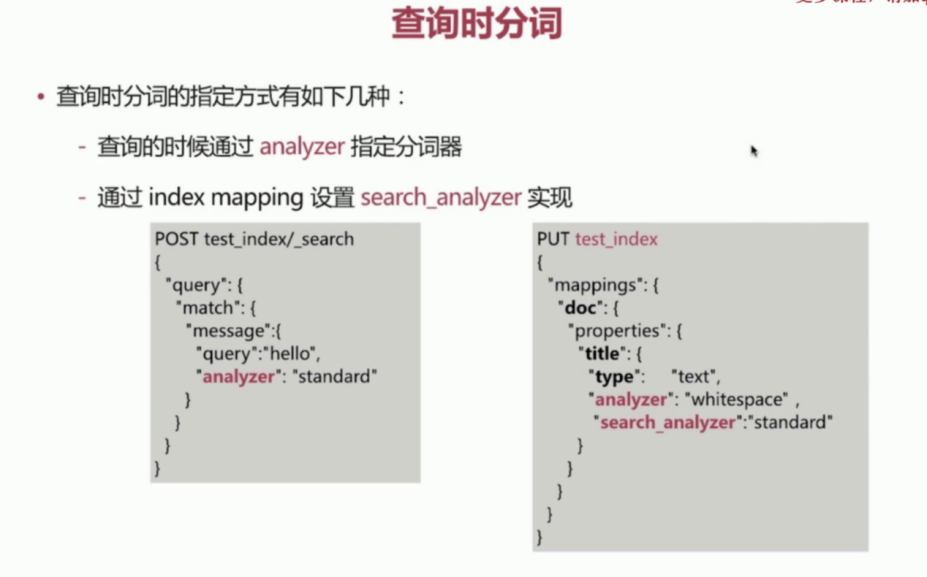 查询时分词
• 查询时分词的指定方式有如下几种：
- 查询的时候通过 analyzer 指定分词器
- 通过 index mapping 设置 search_analyzer 实现
POST test_index/_search
{
"query": {
"match": {
"message":{
"query":"hello",
"analyzer": "standard"
}
}
}
}
PUT test_index
{
"mappings": {
"doc": {
"properties": {
"title": {
"type": "text",
"analyzer": "whitespace" ,
"search_analyzer":"standard"
}
}
}
}
}